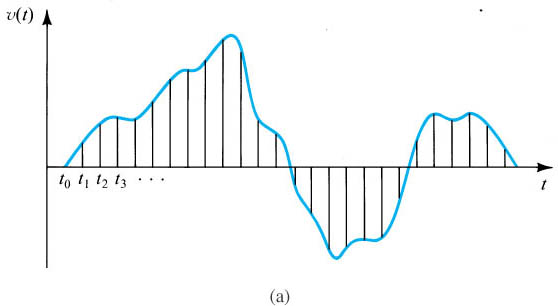 v(t)
t0 t1 t2 t3 . . . t
(a)